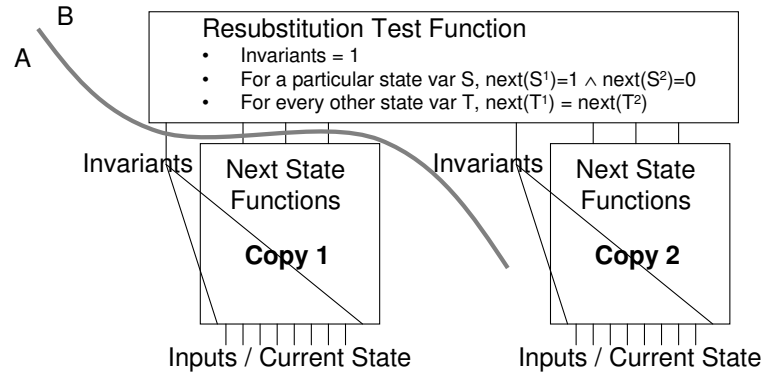 B
A
Resubstitution Test Function
• Invariants = 1
• For a particular state var S, next(S¹)=1 ∧ next(S²)=0
• For every other state var T, next(T¹) = next(T²)
Invariants
Next State
Functions
Copy 1
Inputs / Current State
Invariants
Next State
Functions
Copy 2
Inputs / Current State